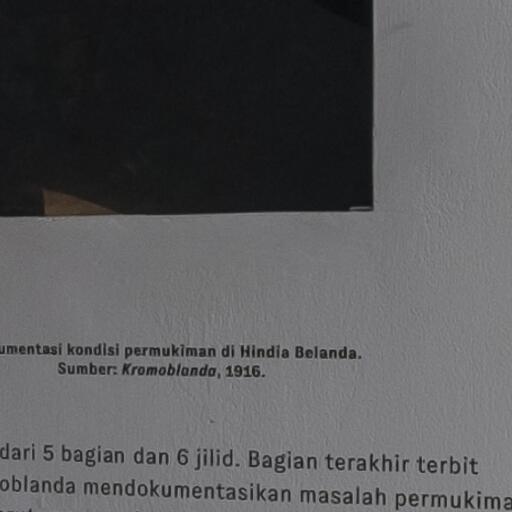 umentasi kondisi permukiman di Hindia Belanda.
Sumber: Kromoblanda, 1916.
dari 5 bagian dan 6 jilid. Bagian terakhir terbit
oblanda mendokumentasikan masalah permukima